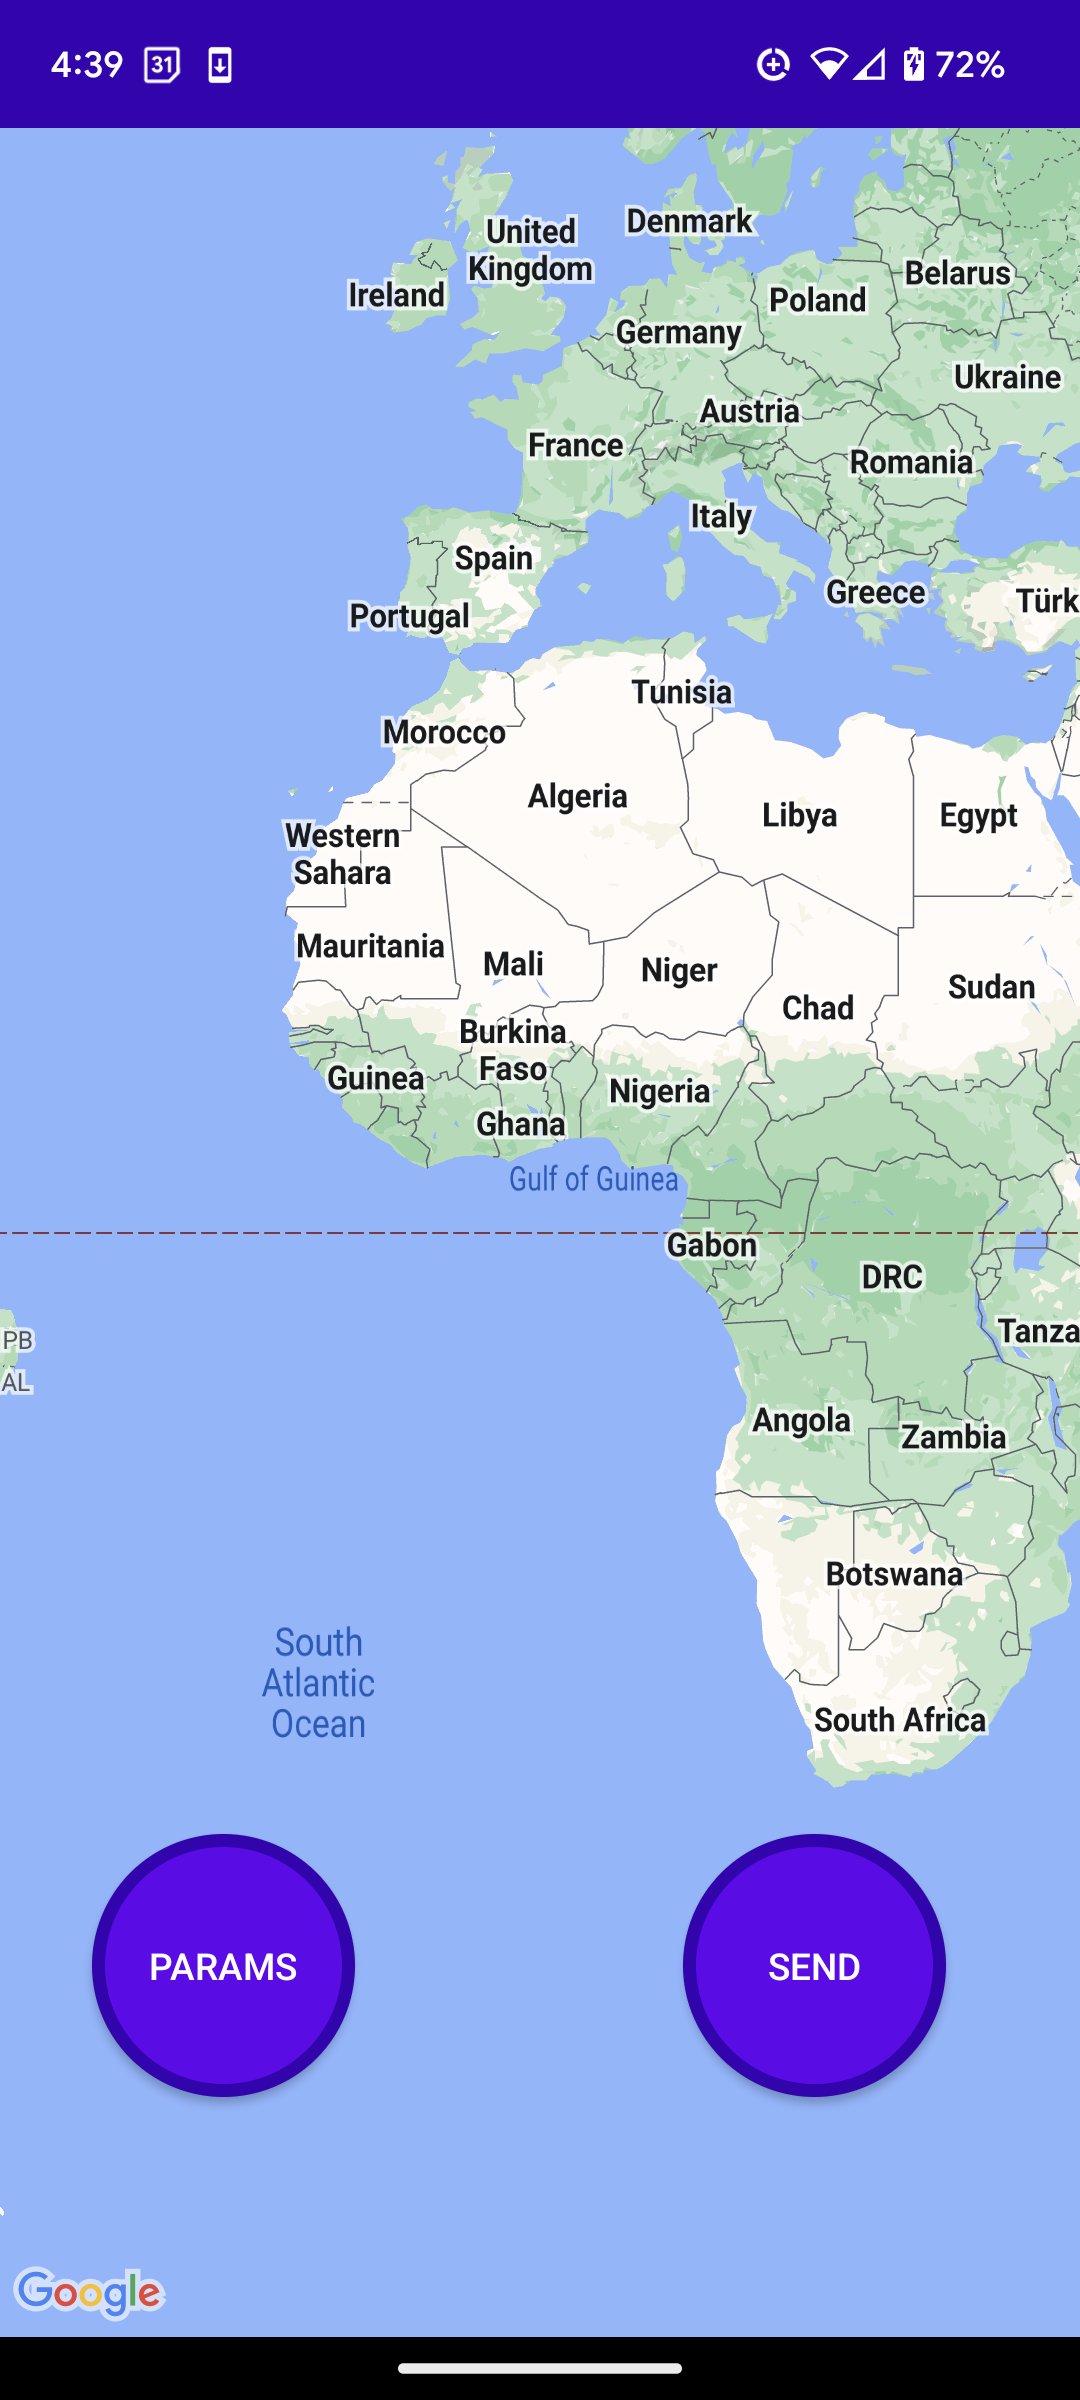 4:39
31
72%
Denmark
United
Kingdom
Belarus
Ireland
Poland
Germany
Ukraine
Austria
France
Romania
Italy
Spain
Greece
Türk
Portugal
Tunisia
Morocco
Algeria
Libya
Egypt
Western
Sahara
Mauritania
Mali
Niger
Sudan
Chad
Burkina
Faso
Guinea
Nigeria
Ghana
Gulf of Guinea
Gabon
DRC
Tanza
PB
AL
Angola
Zambia
Botswana
South
Atlantic
Ocean
South Africa
PARAMS
SEND
Google